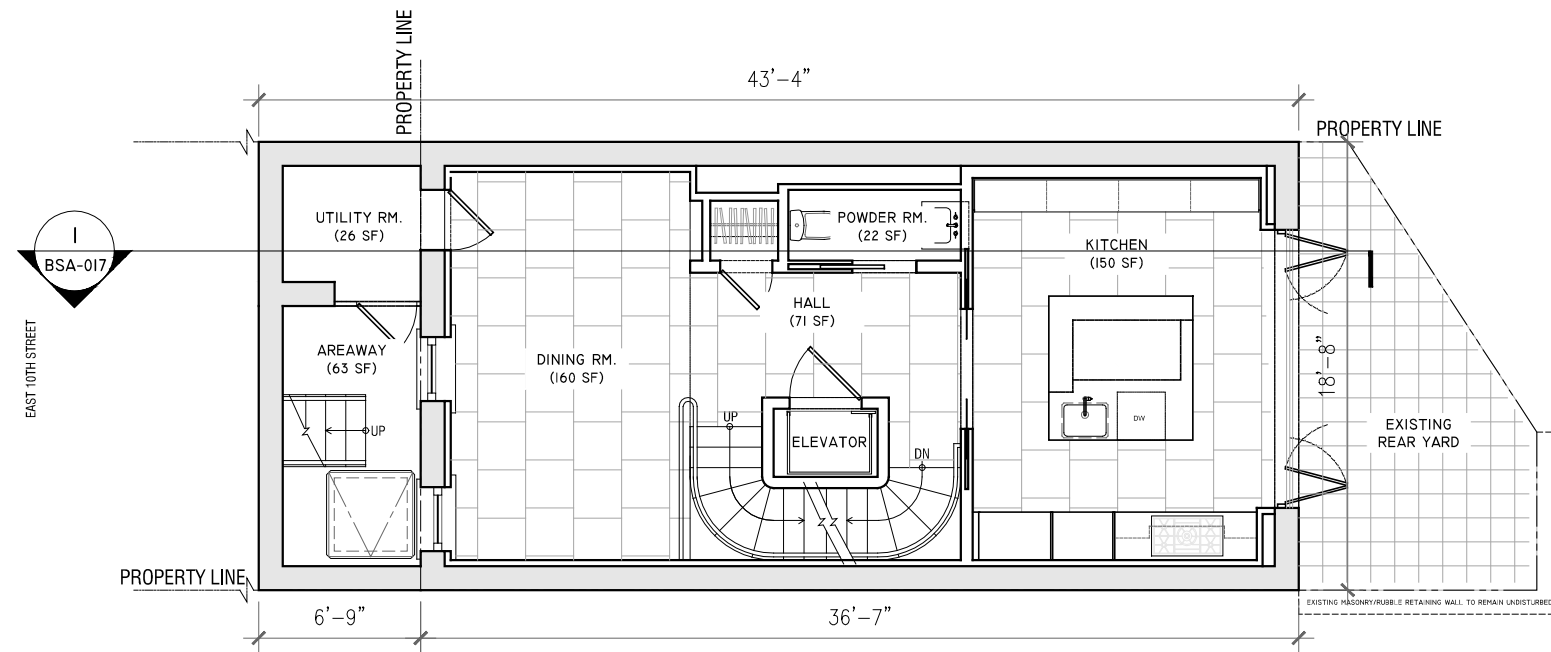 PROPERTY LINE
43'-4"
PROPERTY LINE
I
BSA-017
EAST 10TH STREET
UTILITY RM.
(26 SF)
POWDER RM.
(22 SF)
KITCHEN
(150 SF)
HALL
(71 SF)
AREAWAY
(63 SF)
DINING RM.
(160 SF)
18'-8"
UP
UP
ELEVATOR
DN
DW
EXISTING
REAR YARD
PROPERTY LINE
EXISTING MASONRY/RUBBLE RETAINING WALL TO REMAIN UNDISTURBED
6'-9"
36'-7"